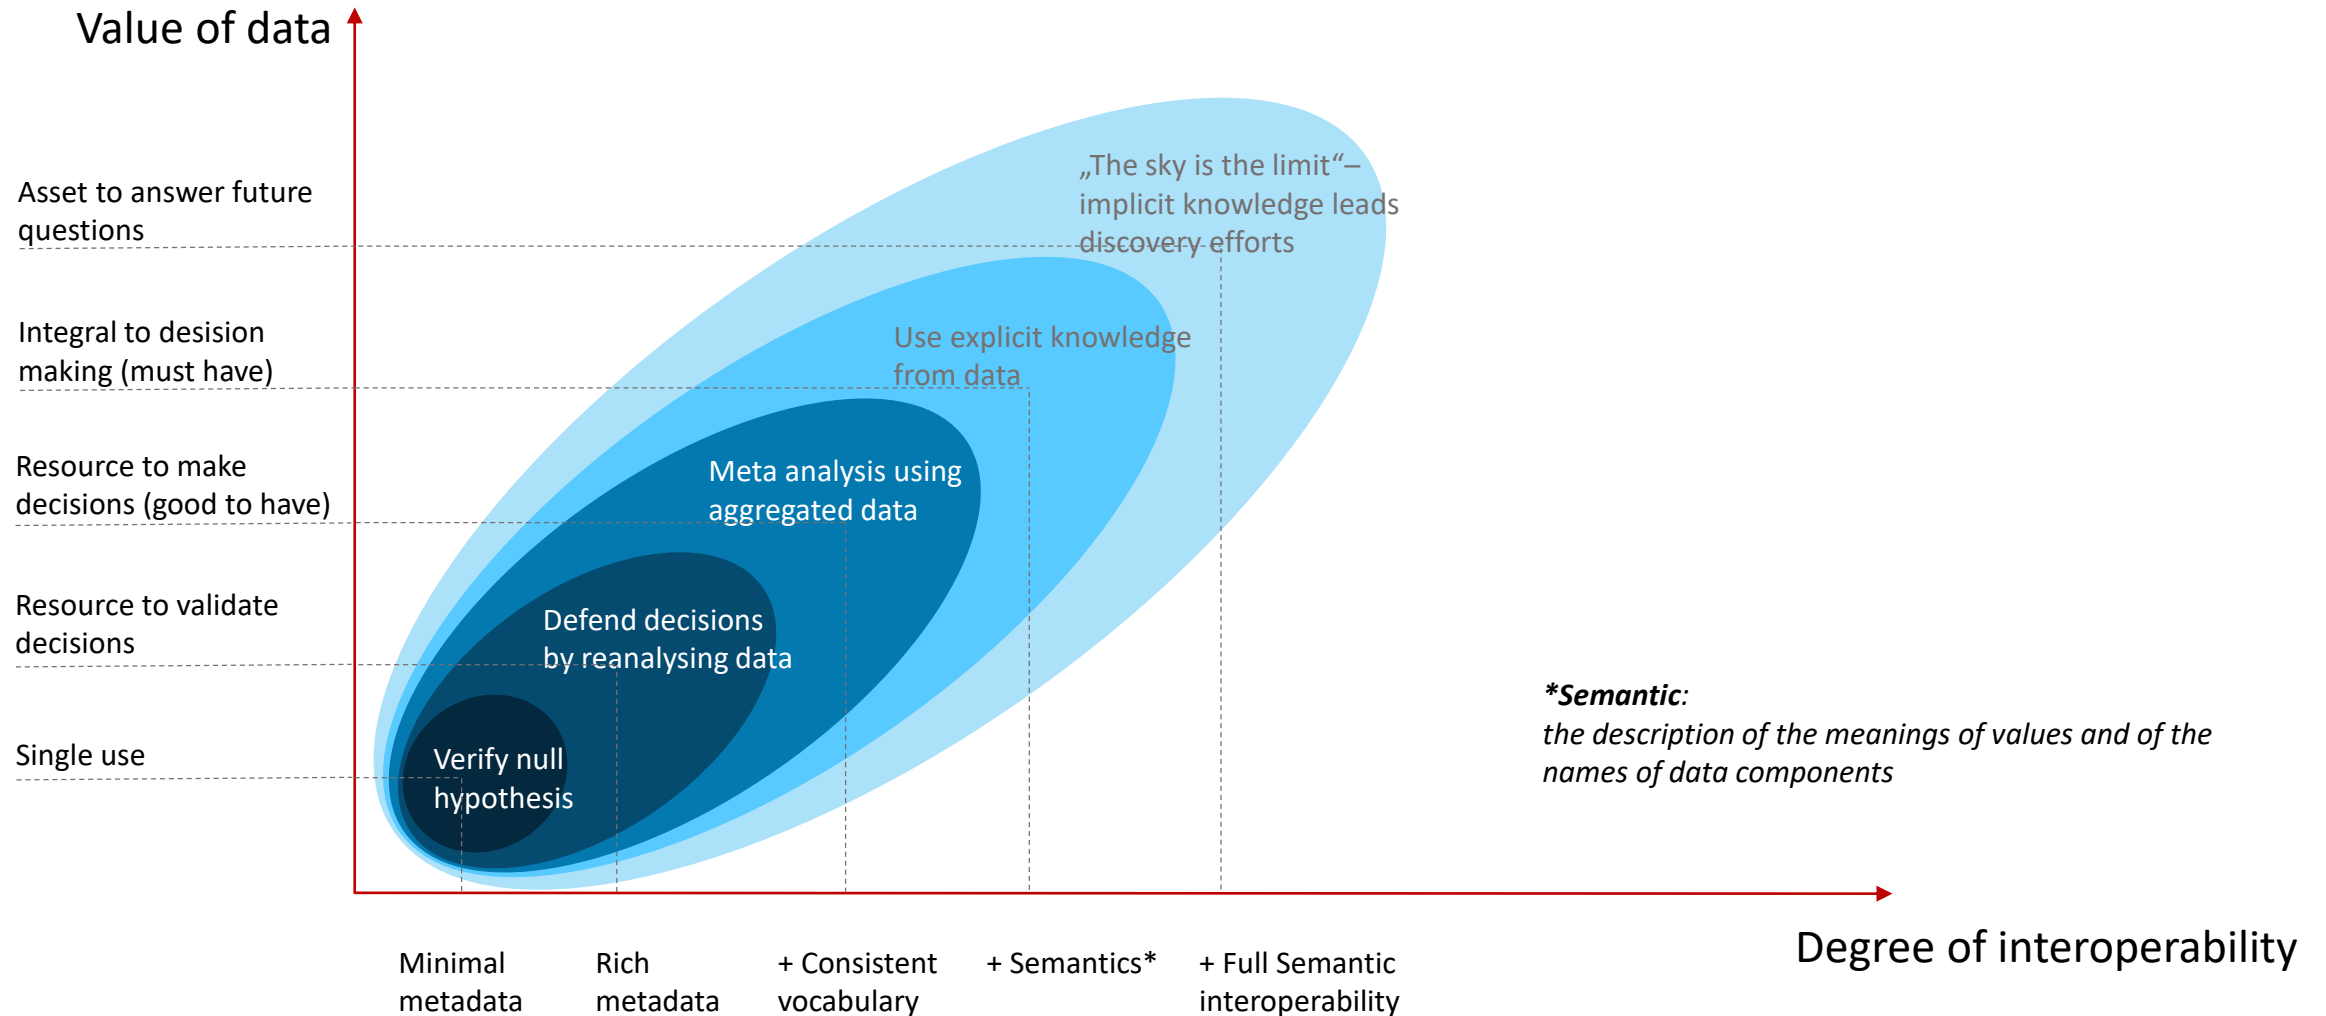 Value of data
Asset to answer future
questions
„The sky is the limit“–
implicit knowledge leads
discovery efforts
Integral to desision
making (must have)
Use explicit knowledge
from data
Resource to make
decisions (good to have)
Meta analysis using
aggregated data
Resource to validate
decisions
Defend decisions
by reanalysing data
Single use
Verify null
hypothesis
*Semantic:
the description of the meanings of values and of the
names of data components
Degree of interoperability
Minimal
metadata
Rich
metadata
+ Consistent
vocabulary
+ Semantics*
+ Full Semantic
interoperability